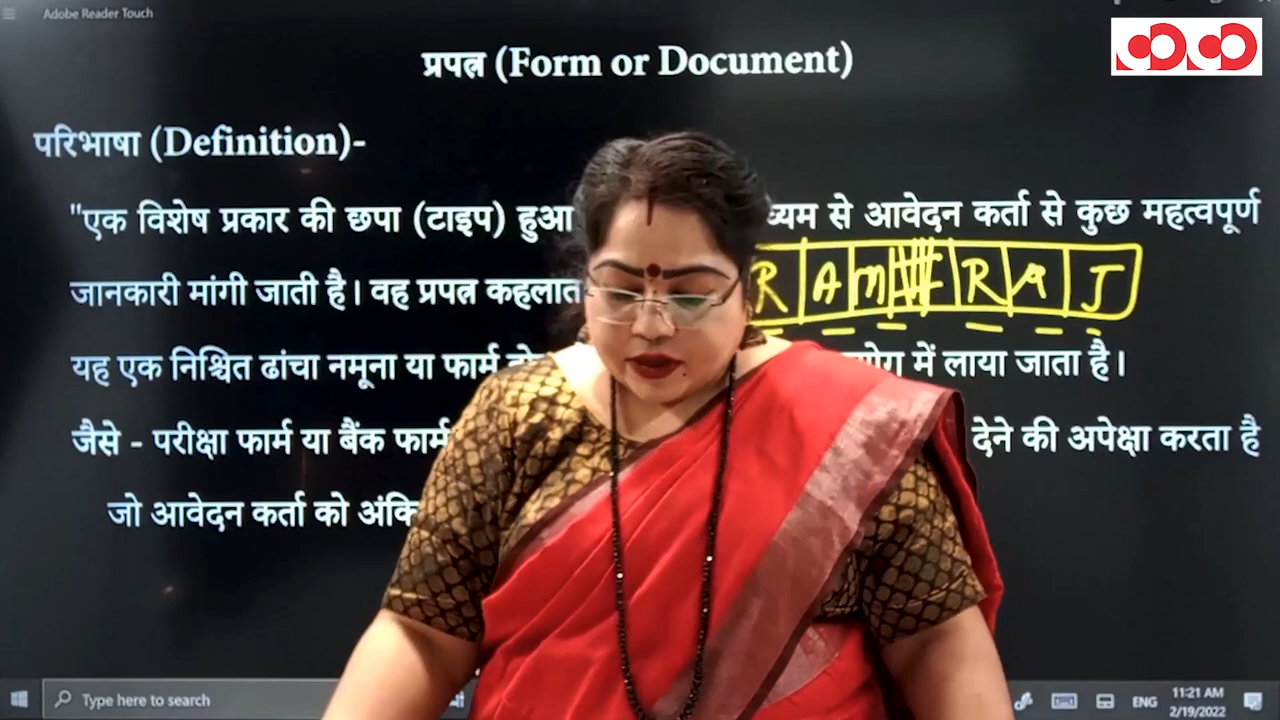 Adobe Reader Touch
प्रपत्र (Form or Document)
परिभाषा (Definition)-
"एक विशेष प्रकार की छपा (टाइप) हुआ से आवेदन कर्ता से कुछ महत्वपूर्ण
जानकारी मांगी जाती है। वह प्रपत्र
R A M R A J
यह एक निश्चित ढांचा नमूना या फार्म में लाया जाता है।
जैसे - परीक्षा फार्म या बैंक फार्म देने की अपेक्षा करता है
जो आवेदन कर्ता को
Type here to search
ENG
11:21 AM
2/19/2022